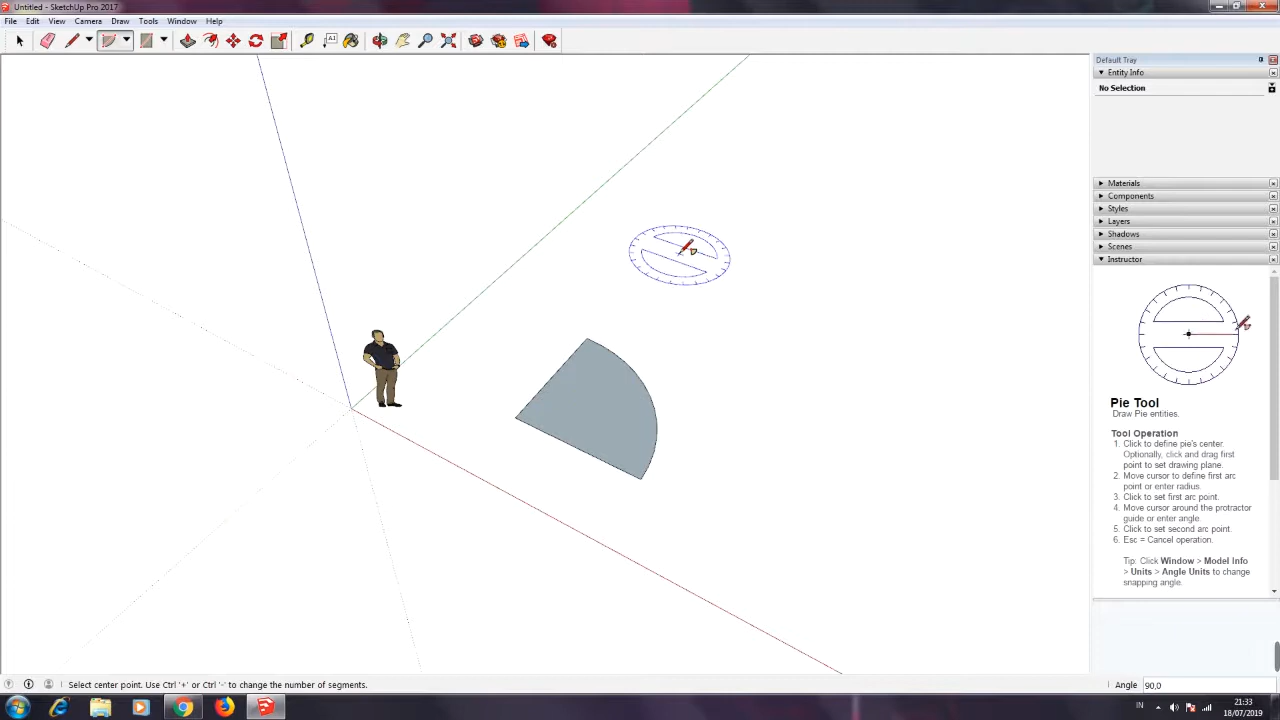 Untitled - SketchUp Pro 2017
File Edit View Camera Draw Tools Window Help
A1
Default Tray
Entity Info
No Selection
Materials
Components
Styles
Layers
Shadows
Scenes
Instructor
Pie Tool
Draw Pie entities.
Tool Operation
1. Click to define pie's center.
Optionally, click and drag first
point to set drawing plane.
2. Move cursor to define first arc
point or enter radius.
3. Click to set first arc point.
4. Move cursor around the protractor
guide or enter angle.
5. Click to set second arc point.
6. Esc = Cancel operation.
Tip: Click Window > Model Info
> Units > Angle Units to change
snapping angle.
Select center point. Use Ctrl '+' or Ctrl '-' to change the number of segments.
Angle 90,0
IN
21:33
18/07/2019